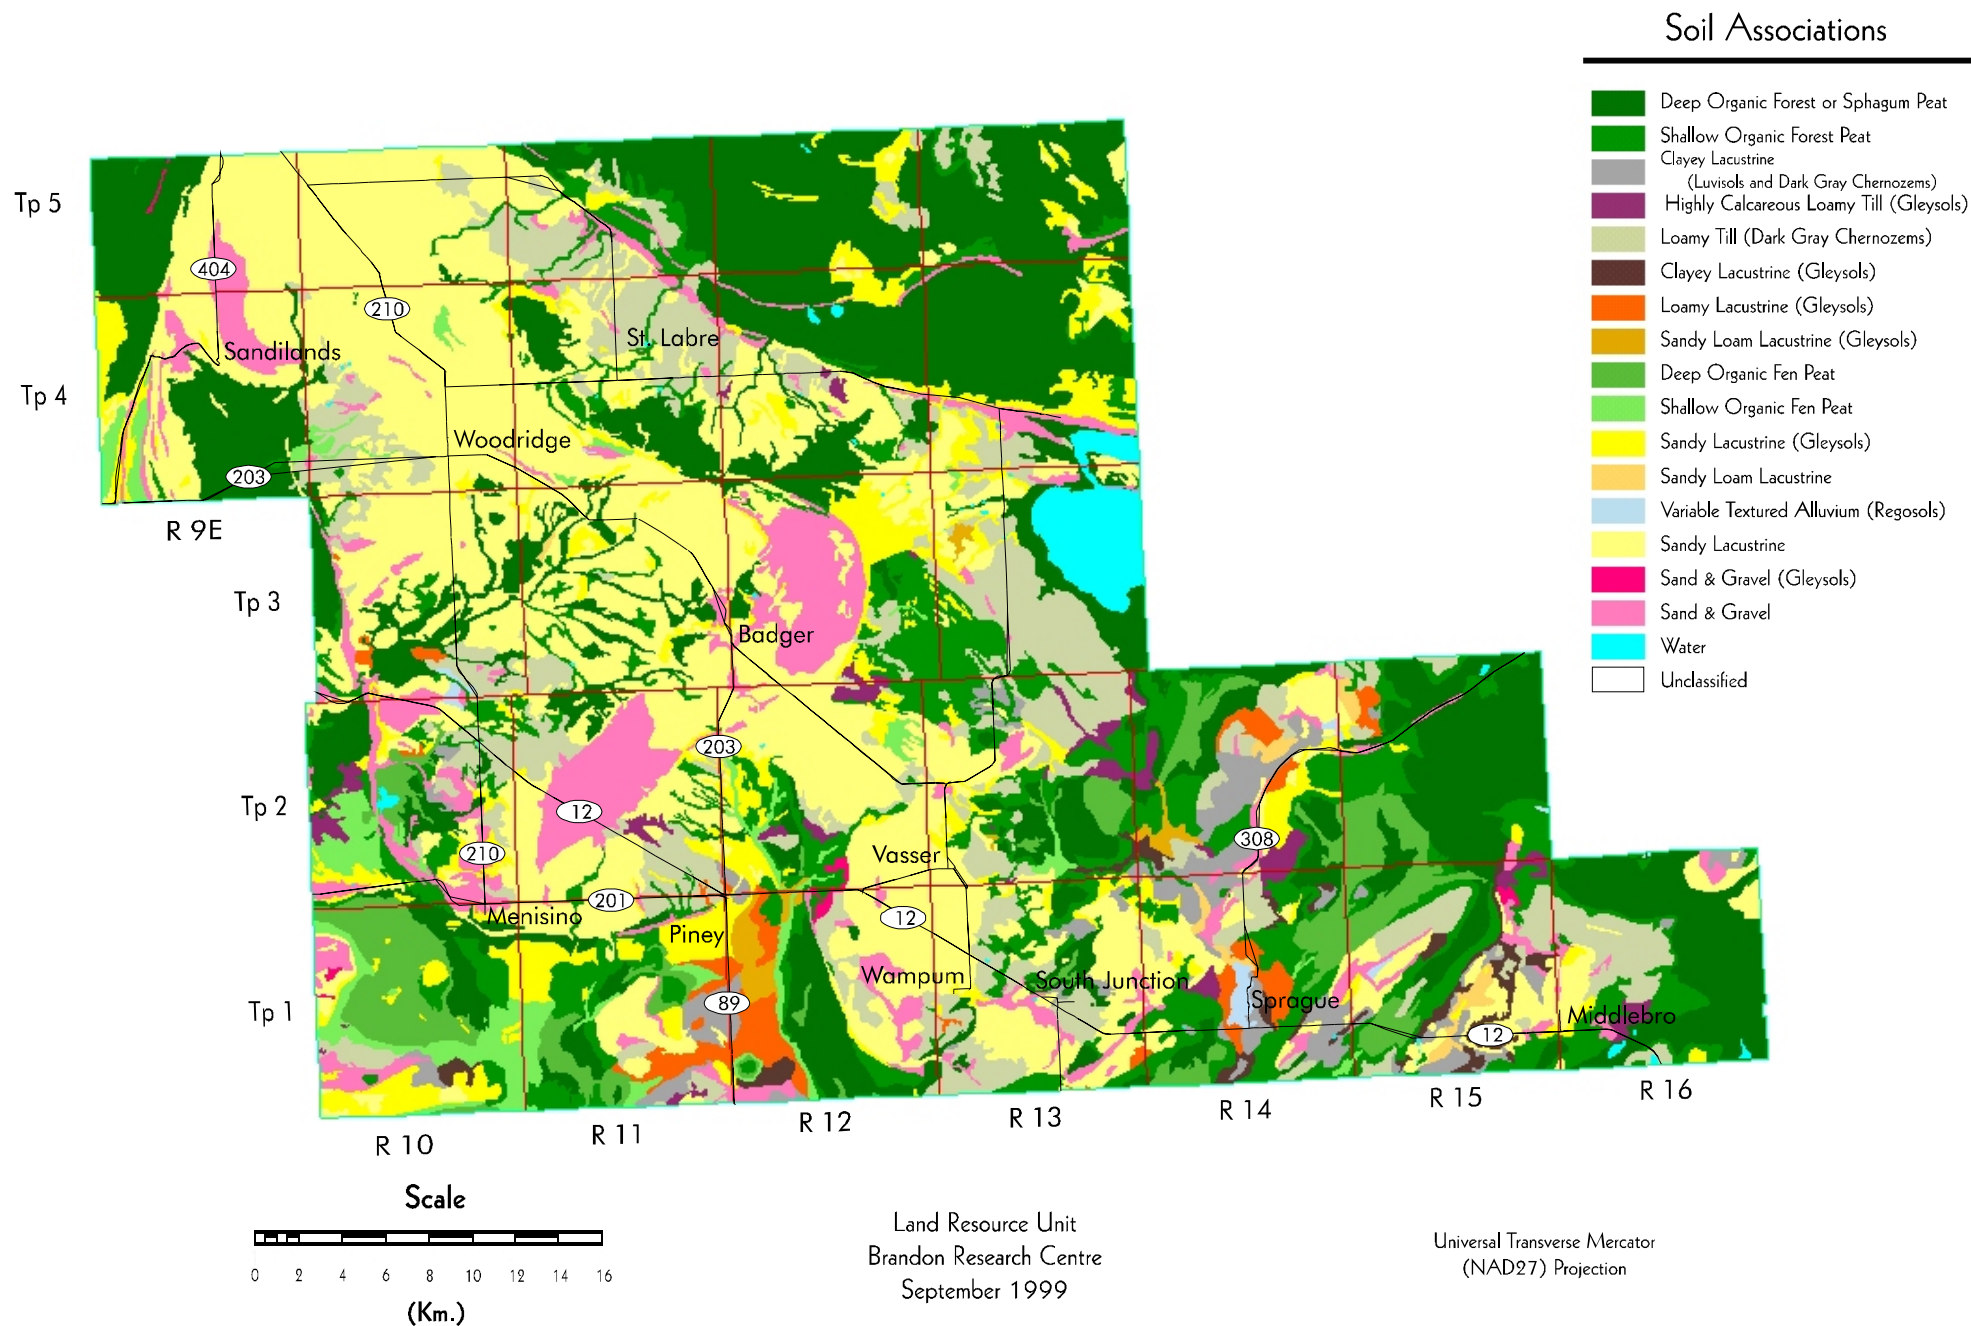 Soil Associations
Deep Organic Forest or Sphagum Peat
Shallow Organic Forest Peat
Clayey Lacustrine
(Luvisols and Dark Gray Chernozems)
Highly Calcareous Loamy Till (Gleysols)
Loamy Till (Dark Gray Chernozems)
Clayey Lacustrine (Gleysols)
Loamy Lacustrine (Gleysols)
Sandy Loam Lacustrine (Gleysols)
Deep Organic Fen Peat
Shallow Organic Fen Peat
Sandy Lacustrine (Gleysols)
Sandy Loam Lacustrine
Variable Textured Alluvium (Regosols)
Sandy Lacustrine
Sand & Gravel (Gleysols)
Sand & Gravel
Water
Unclassified
Tp 5
404
210
St. Labre
Sandilands
Tp 4
Woodridge
203
R 9E
Tp 3
Badger
203
Tp 2
12
308
210
Vasser
201
Menisino
12
Piney
Wampum
South Junction
89
Sprague
Tp 1
Middlebro
12
R 16
R 15
R 14
R 13
R 12
R 11
R 10
Scale
0 2 4 6 8 10 12 14 16
(Km.)
Land Resource Unit
Brandon Research Centre
September 1999
Universal Transverse Mercator
(NAD27) Projection